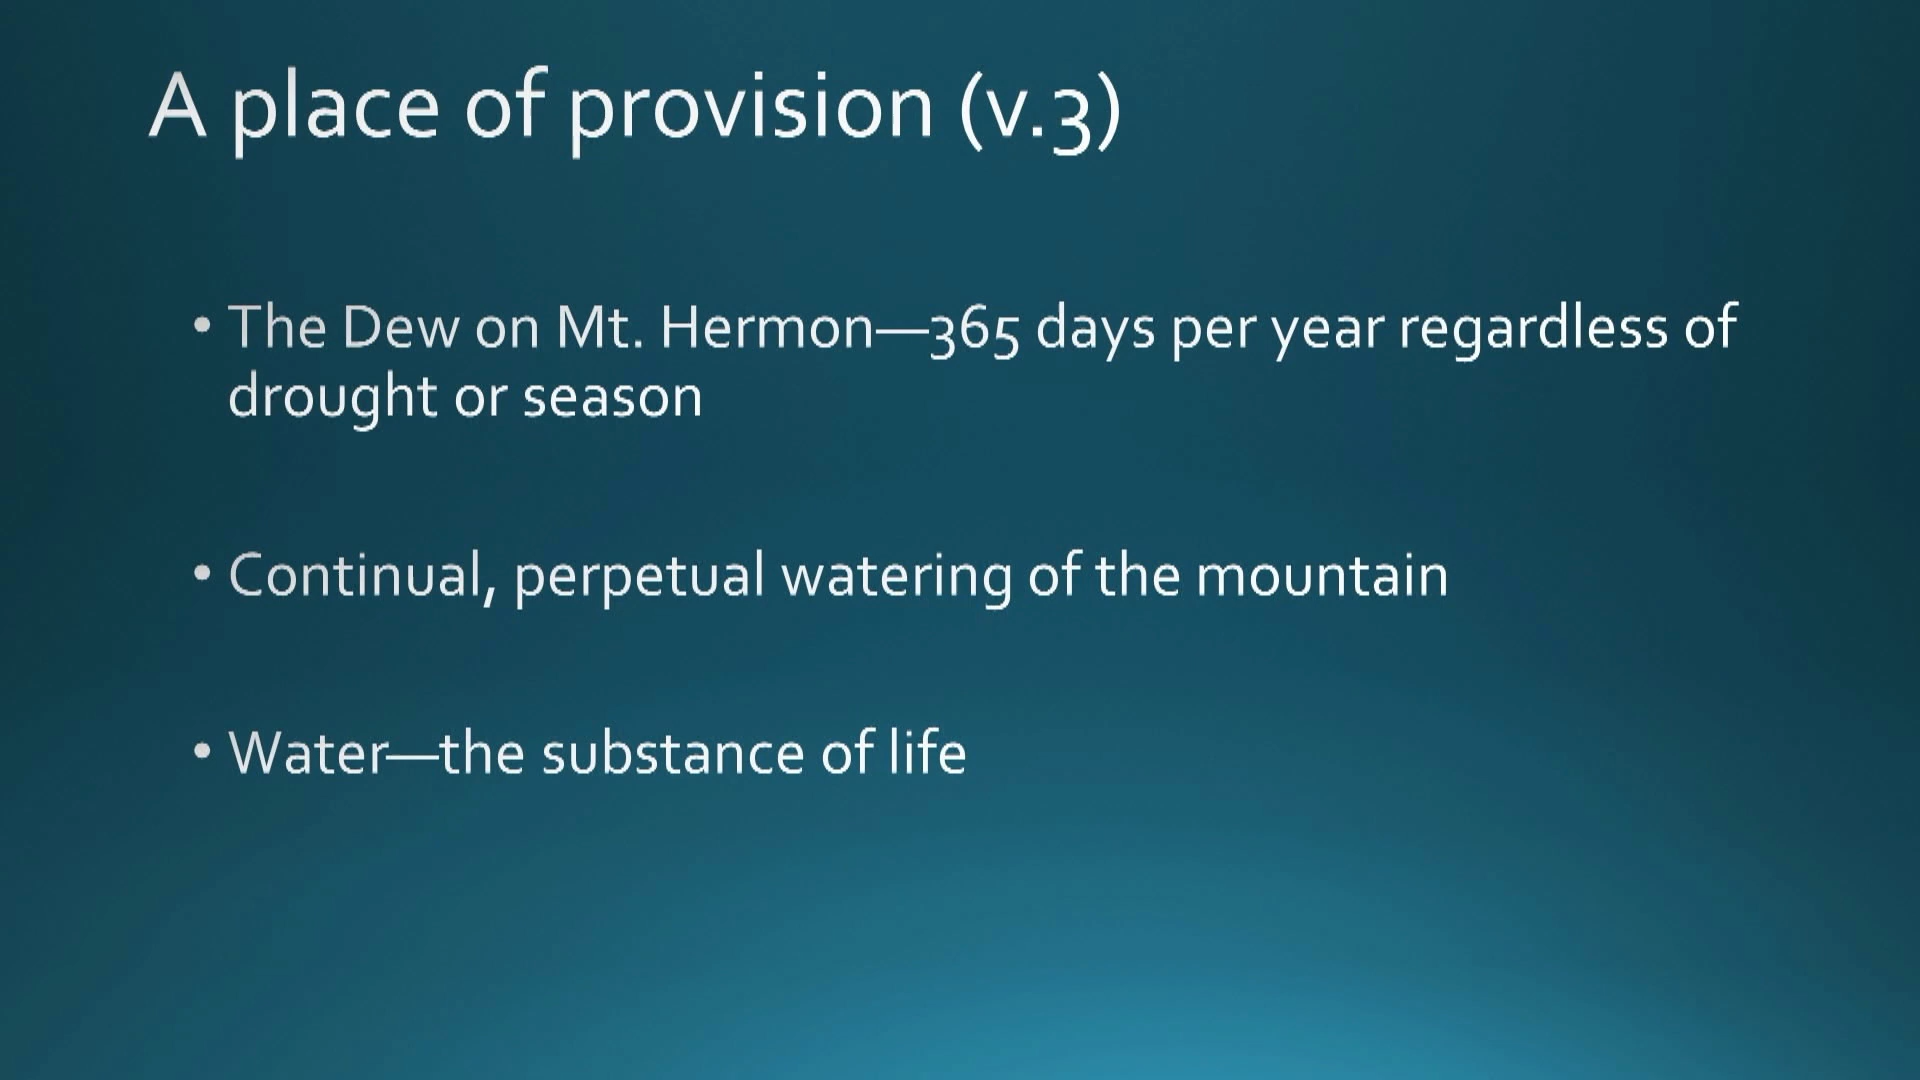 A place of provision (v.3)
• The Dew on Mt. Hermon—365 days per year regardless of
drought or season
• Continual, perpetual watering of the mountain
• Water—the substance of life